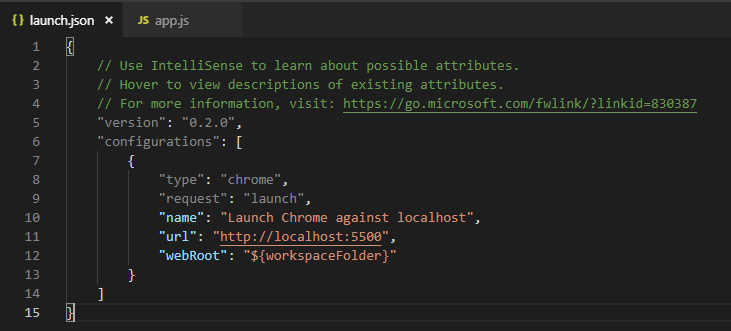 {} launch.json ×
JS app.js
1 {
2 // Use IntelliSense to learn about possible attributes.
3 // Hover to view descriptions of existing attributes.
4 // For more information, visit: https://go.microsoft.com/fwlink/?linkid=830387
5 "version": "0.2.0",
6 "configurations": [
7 {
8 "type": "chrome",
9 "request": "launch",
10 "name": "Launch Chrome against localhost",
11 "url": "http://localhost:5500",
12 "webRoot": "${workspaceFolder}"
13 }
14 ]
15 }